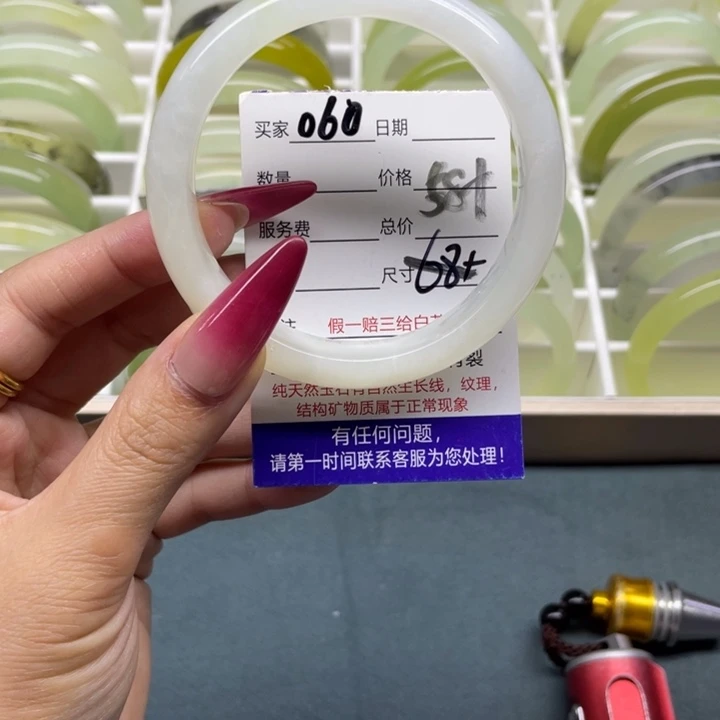 买家 060 日期
数量 价格 58+
服务费 总价
尺寸 68+
假一赔三给
纯天然玉石有自然生长线，纹理，
结构矿物质属于正常现象
有任何问题，
请第一时间联系客服为您处理！